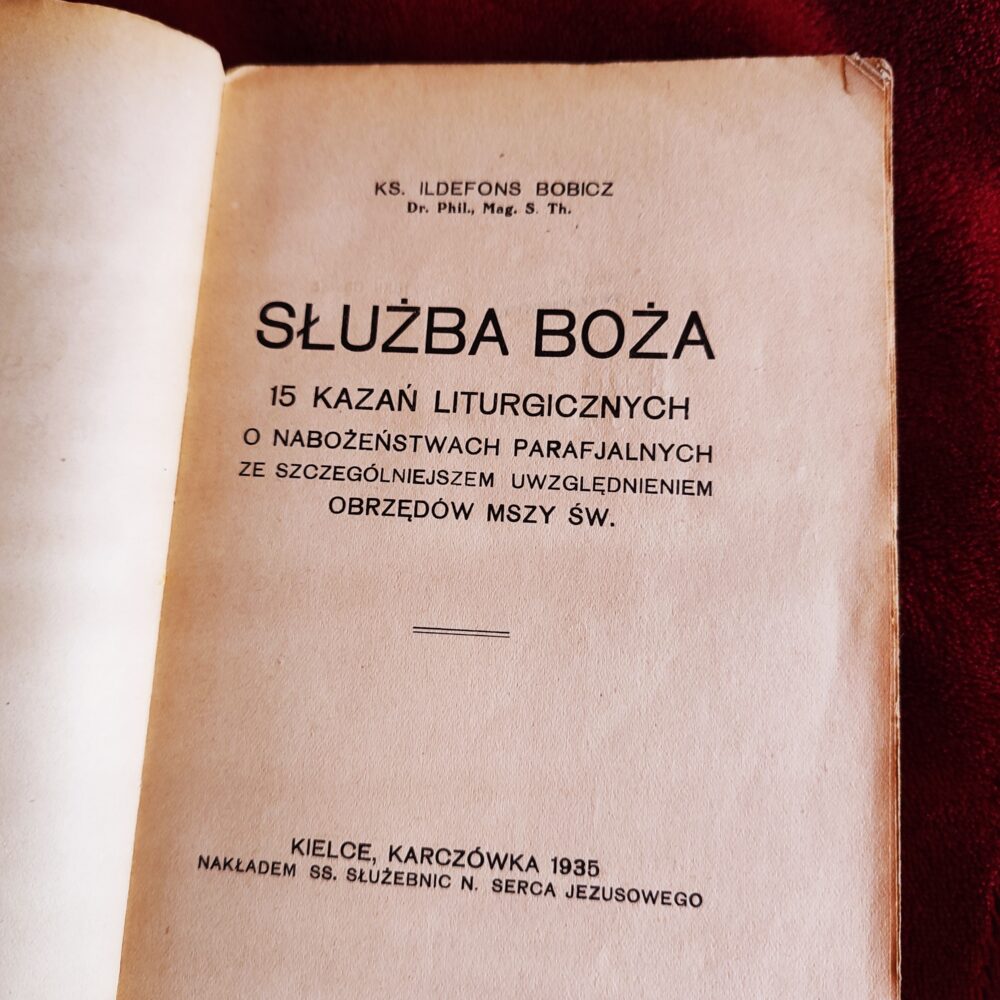 KS. ILDEFONS BOBICZ
Dr. Phil., Mag. S. Th.
SŁUŻBA BOŻA
15 KAZAŃ LITURGICZNYCH
O NABOŻEŃSTWACH PARAFJALNYCH
ZE SZCZEGÓLNIEJSZEM UWZGLĘDNIENIEM
OBRZĘDÓW MSZY ŚW.
KIELCE, KARCZÓWKA 1935
NAKŁADEM SS. SŁUŻEBNIC N. SERCA JEZUSOWEGO